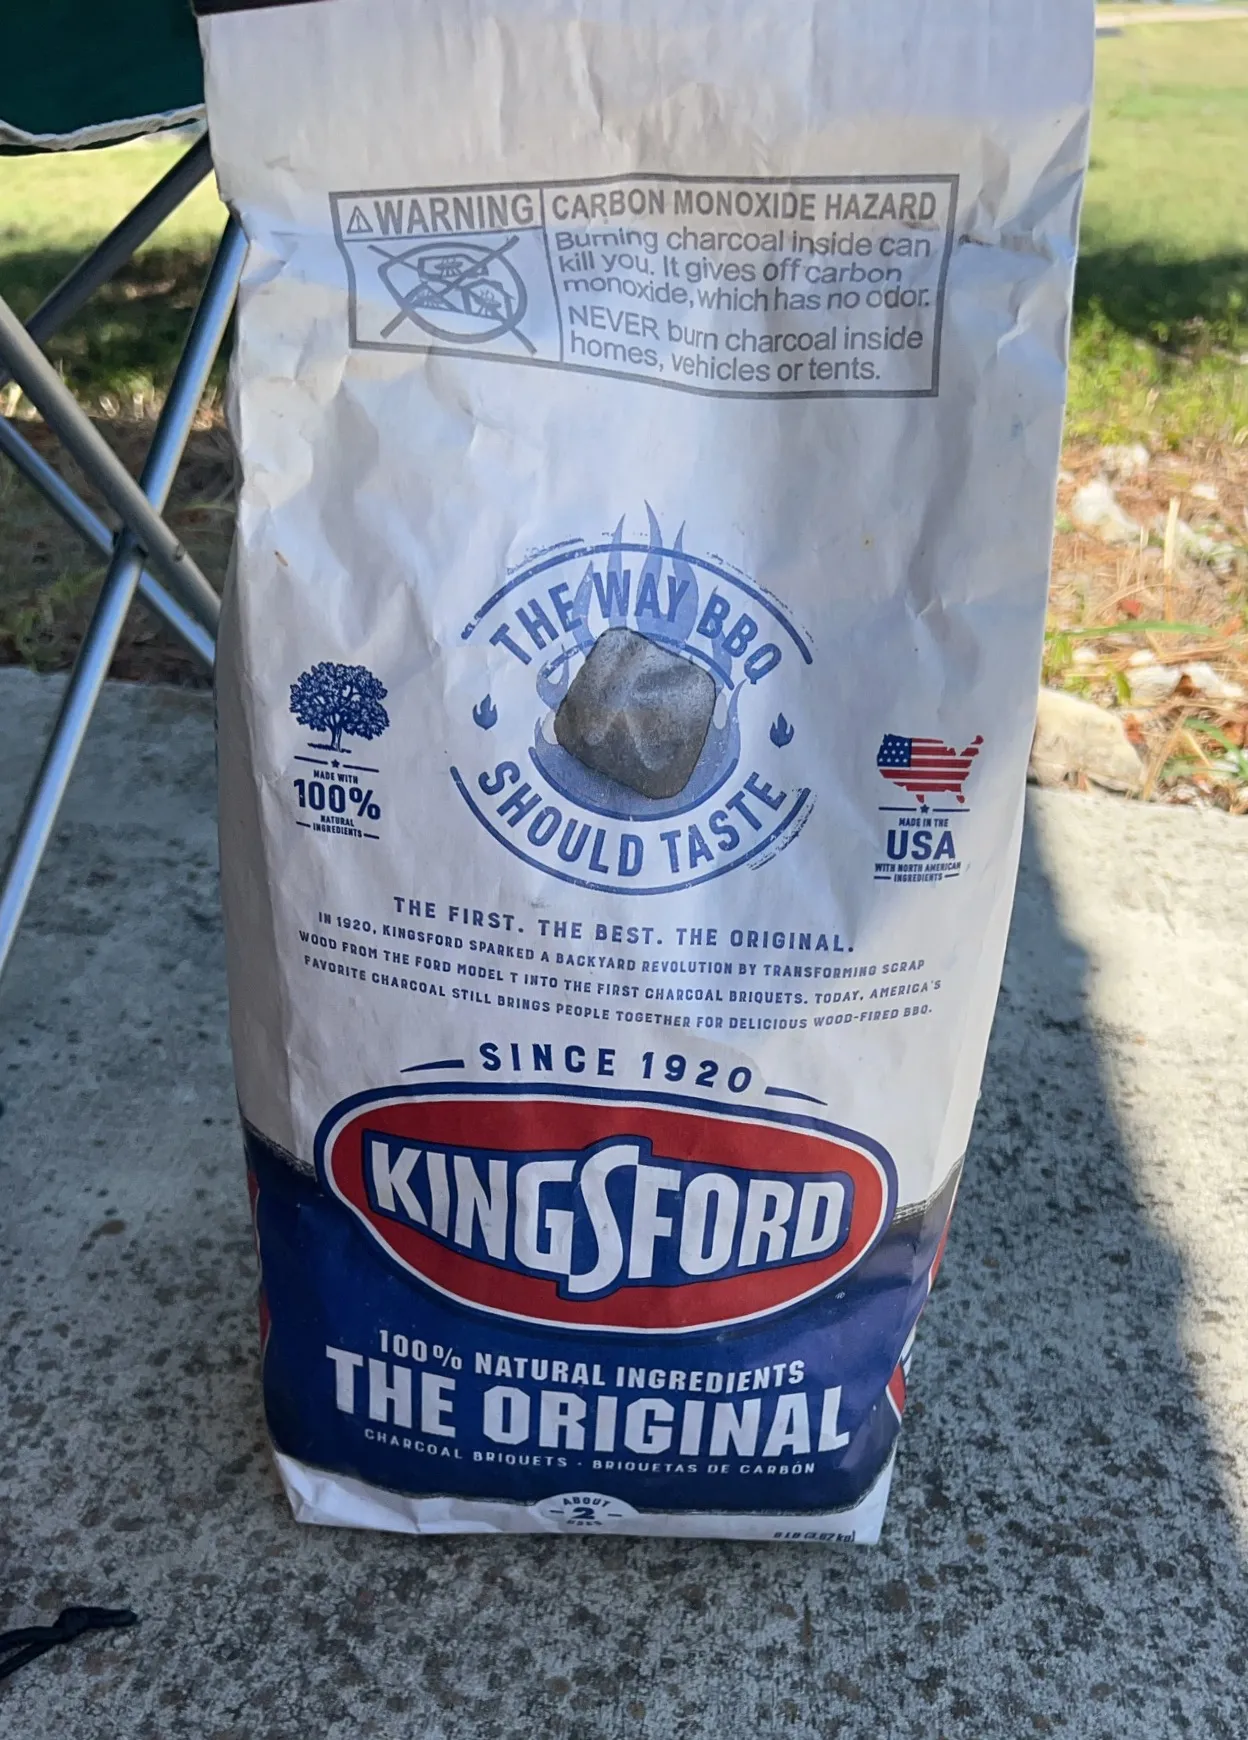 WARNING
CARBON MONOXIDE HAZARD
Burning charcoal inside can
kill you. It gives off carbon
monoxide, which has no odor.
NEVER burn charcoal inside
homes, vehicles or tents.
THE WAY BBQ
SHOULD TASTE
MADE WITH
100%
NATURAL
INGREDIENTS
MADE IN THE
USA
WITH NORTH AMERICAN
INGREDIENTS
THE FIRST. THE BEST. THE ORIGINAL.
IN 1920, KINGSFORD SPARKED A BACKYARD REVOLUTION BY TRANSFORMING SCRAP
WOOD FROM THE FORD MODEL T INTO THE FIRST CHARCOAL BRIQUETS. TODAY, AMERICA'S
FAVORITE CHARCOAL STILL BRINGS PEOPLE TOGETHER FOR DELICIOUS WOOD-FIRED BBQ.
SINCE 1920
KINGSFORD
®
100% NATURAL INGREDIENTS
THE ORIGINAL
CHARCOAL BRIQUETS · BRIQUETAS DE CARBÓN
ABOUT
2
USES
LB (3.62 kg)